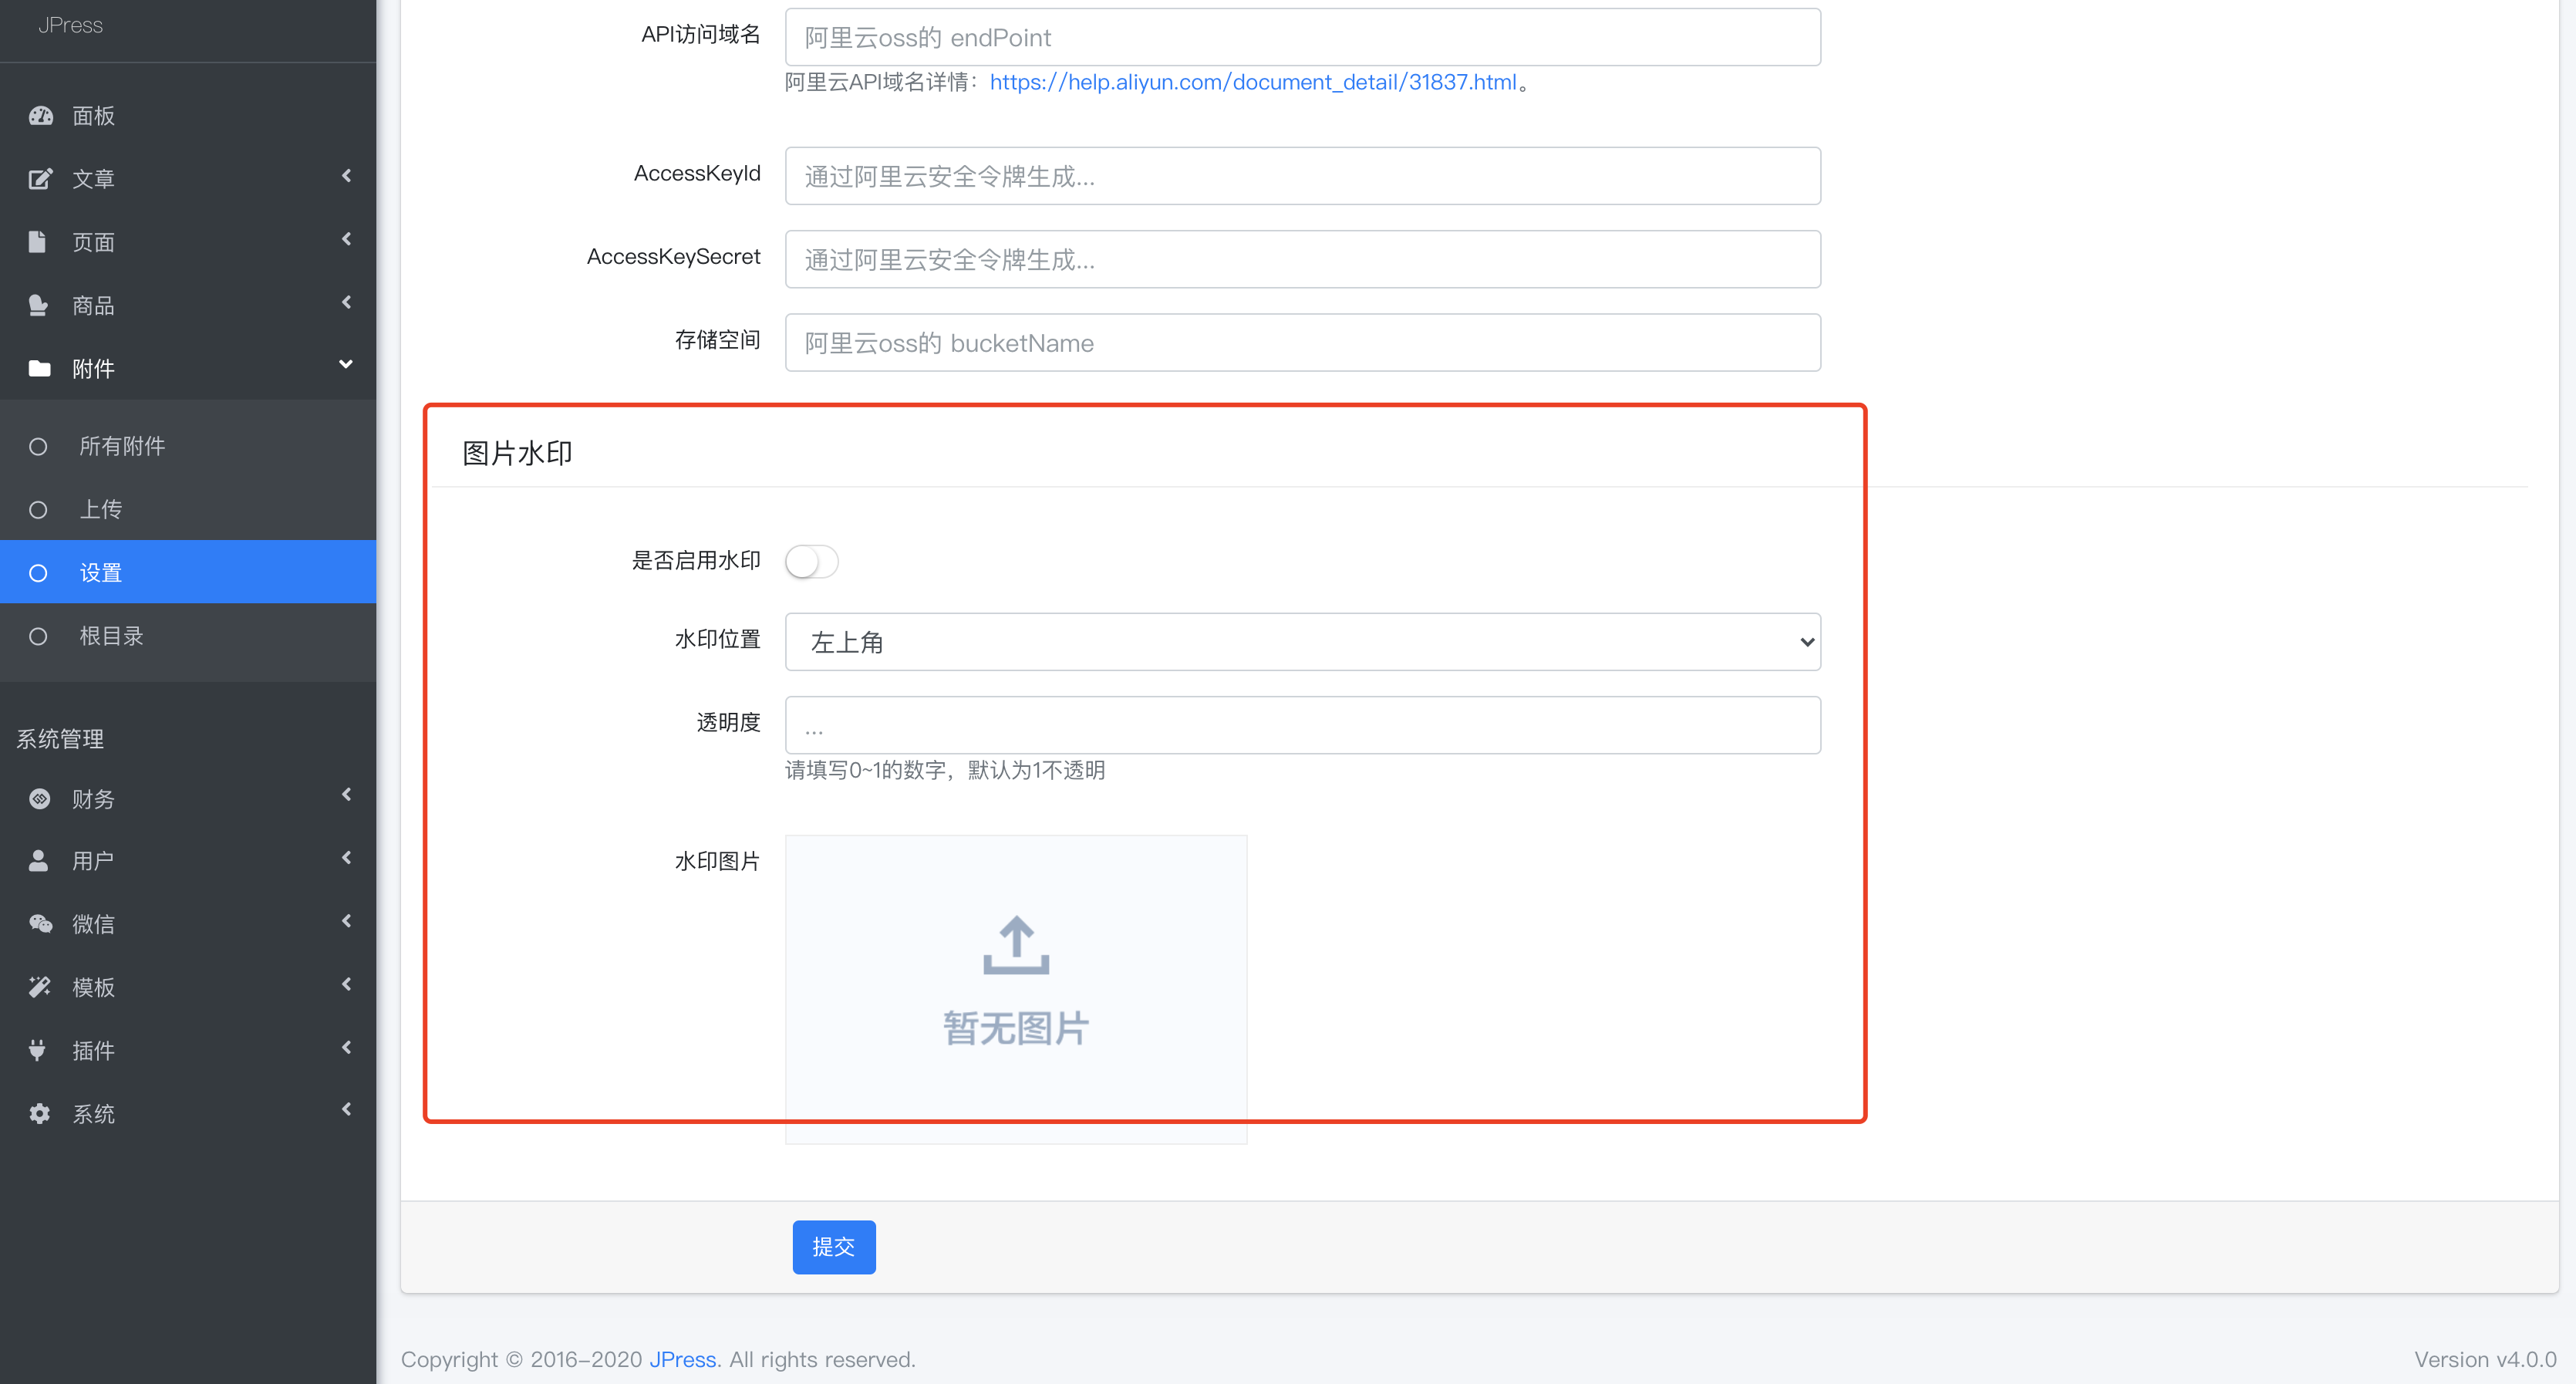 JPress
面板
文章
页面
商品
附件
所有附件
上传
设置
根目录
系统管理
财务
用户
微信
模板
插件
系统
API访问域名
阿里云oss的 endPoint
阿里云API域名详情：https://help.aliyun.com/document_detail/31837.html。
AccessKeyId
通过阿里云安全令牌生成...
AccessKeySecret
通过阿里云安全令牌生成...
存储空间
阿里云oss的 bucketName
图片水印
是否启用水印
水印位置
左上角
透明度
...
请填写0~1的数字，默认为1不透明
水印图片
暂无图片
提交
Copyright © 2016-2020 JPress. All rights reserved.
Version v4.0.0